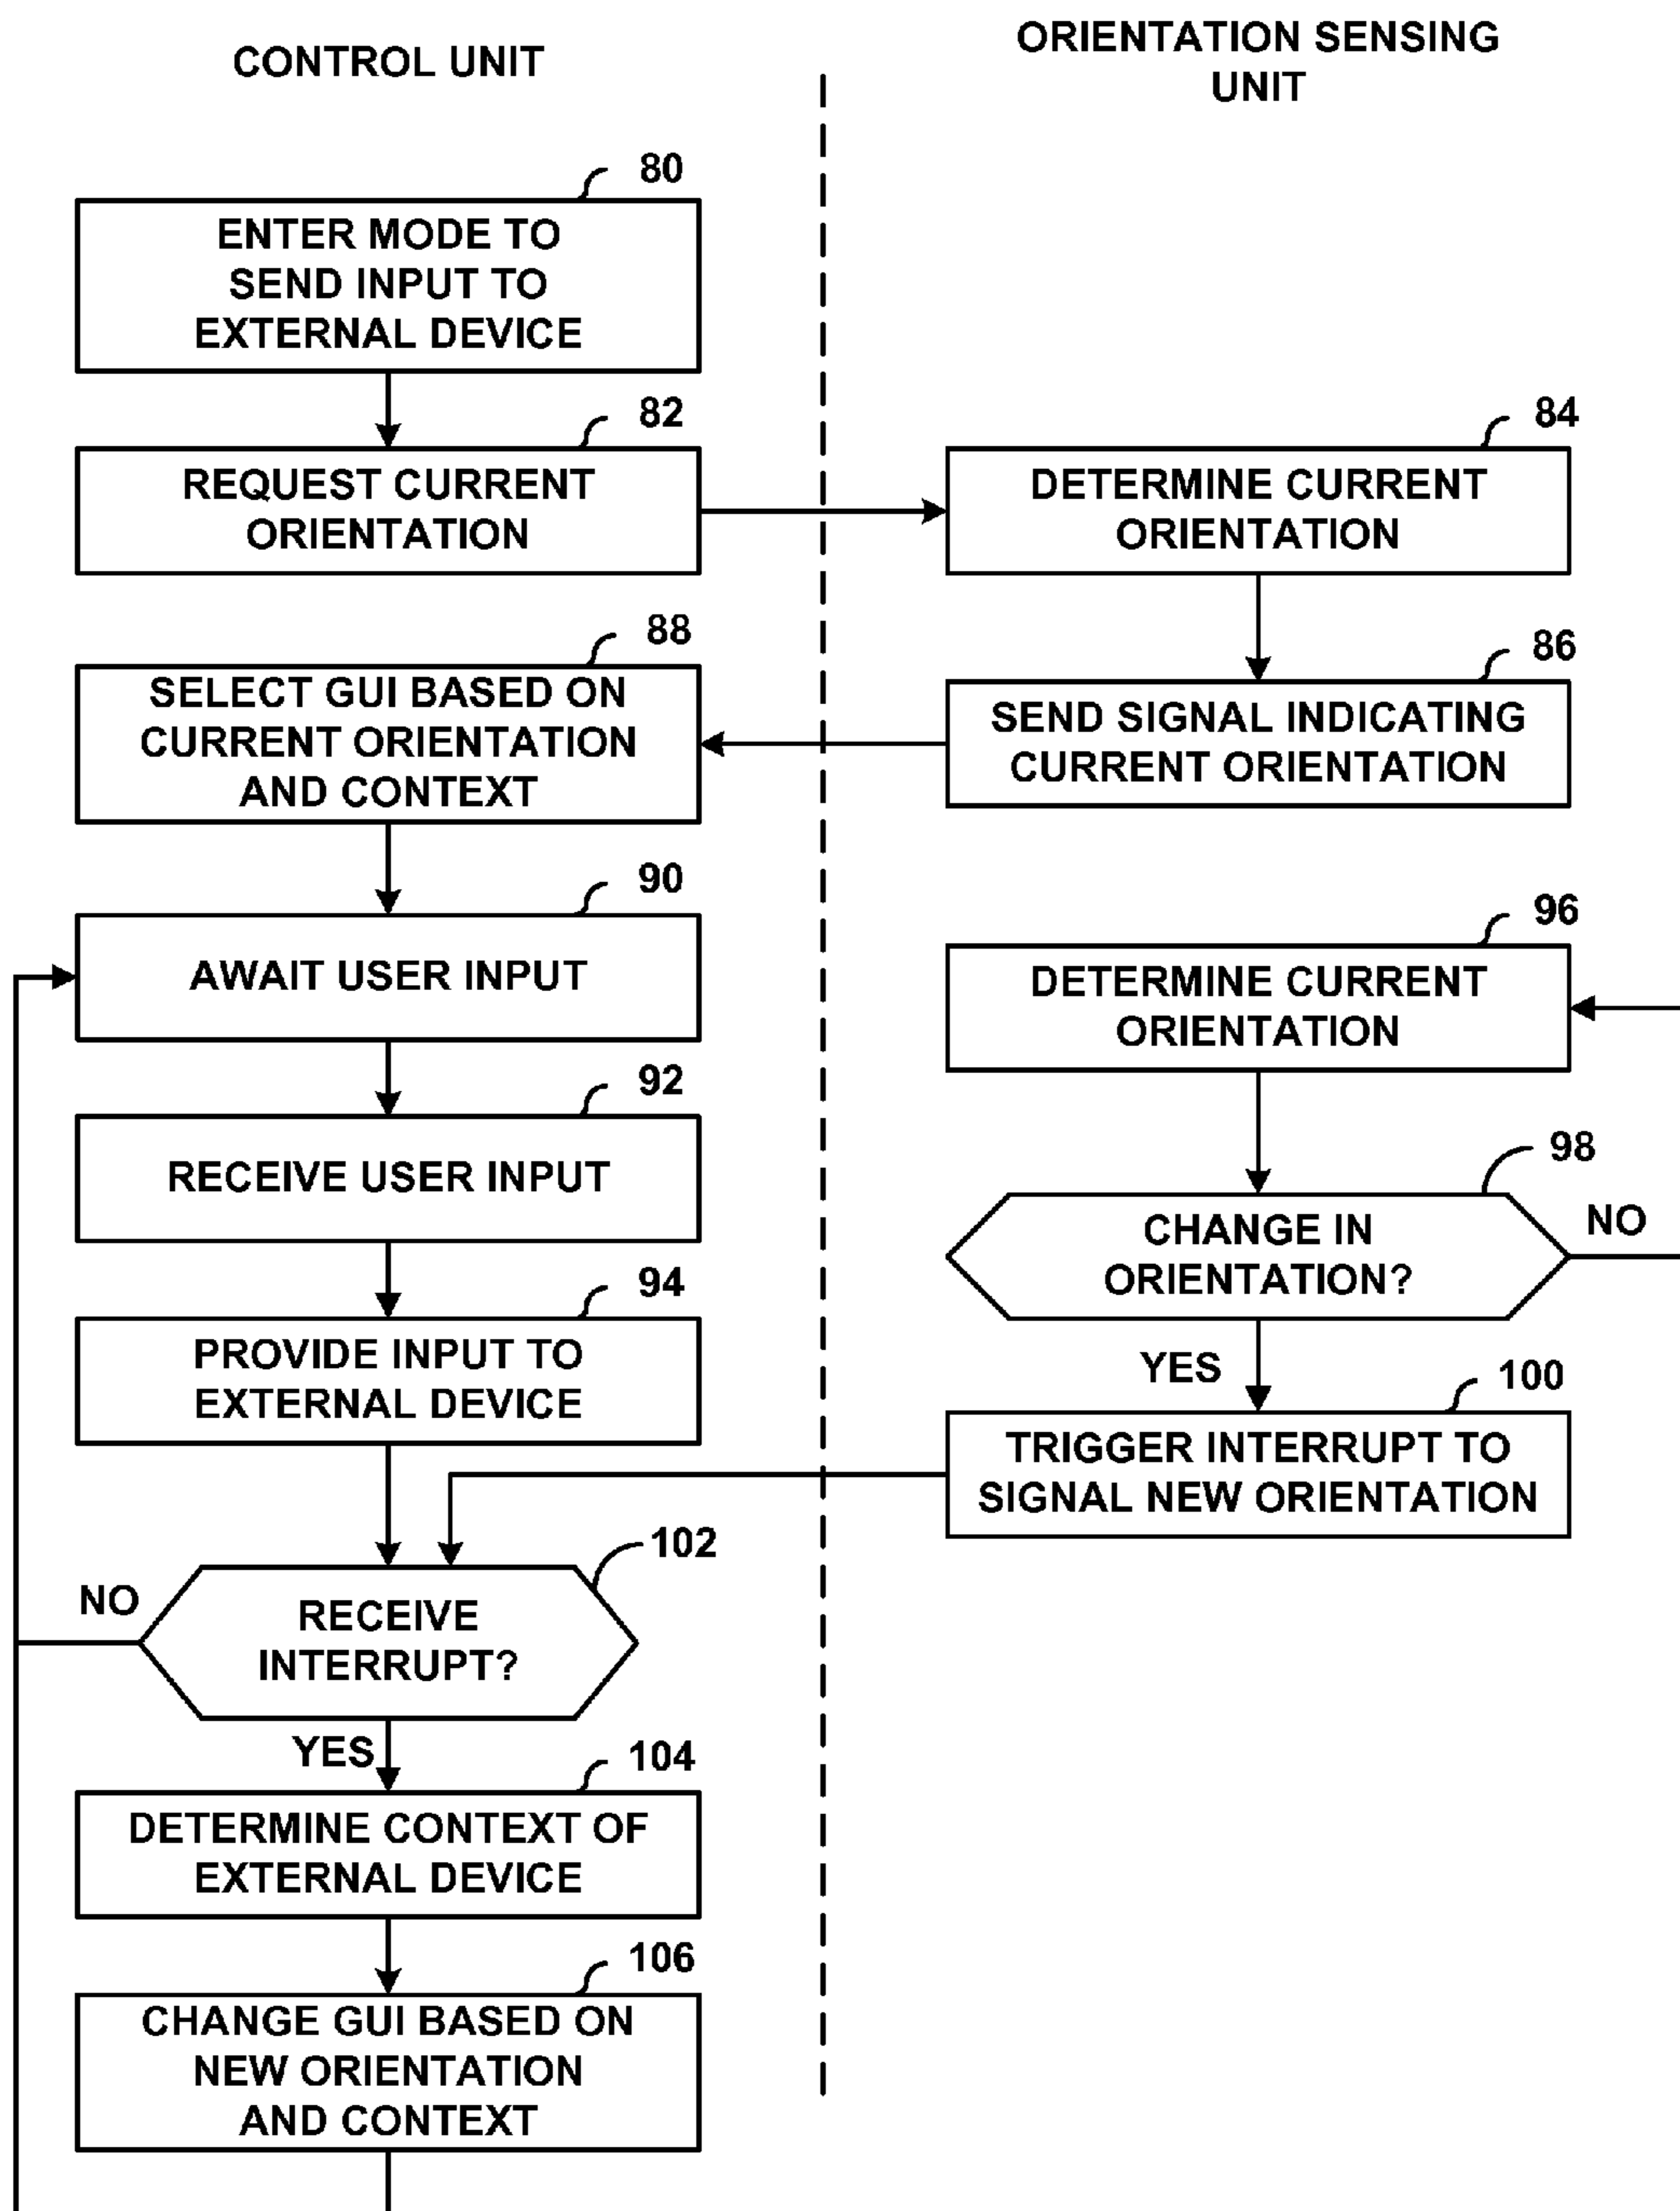 CONTROL UNIT
ORIENTATION SENSING
UNIT
80
ENTER MODE TO
SEND INPUT TO
EXTERNAL DEVICE
82
REQUEST CURRENT
ORIENTATION
84
DETERMINE CURRENT
ORIENTATION
86
SEND SIGNAL INDICATING
CURRENT ORIENTATION
88
SELECT GUI BASED ON
CURRENT ORIENTATION
AND CONTEXT
90
AWAIT USER INPUT
92
RECEIVE USER INPUT
94
PROVIDE INPUT TO
EXTERNAL DEVICE
96
DETERMINE CURRENT
ORIENTATION
98
CHANGE IN
ORIENTATION?
NO
YES
100
TRIGGER INTERRUPT TO
SIGNAL NEW ORIENTATION
102
RECEIVE
INTERRUPT?
NO
YES
104
DETERMINE CONTEXT OF
EXTERNAL DEVICE
106
CHANGE GUI BASED ON
NEW ORIENTATION
AND CONTEXT